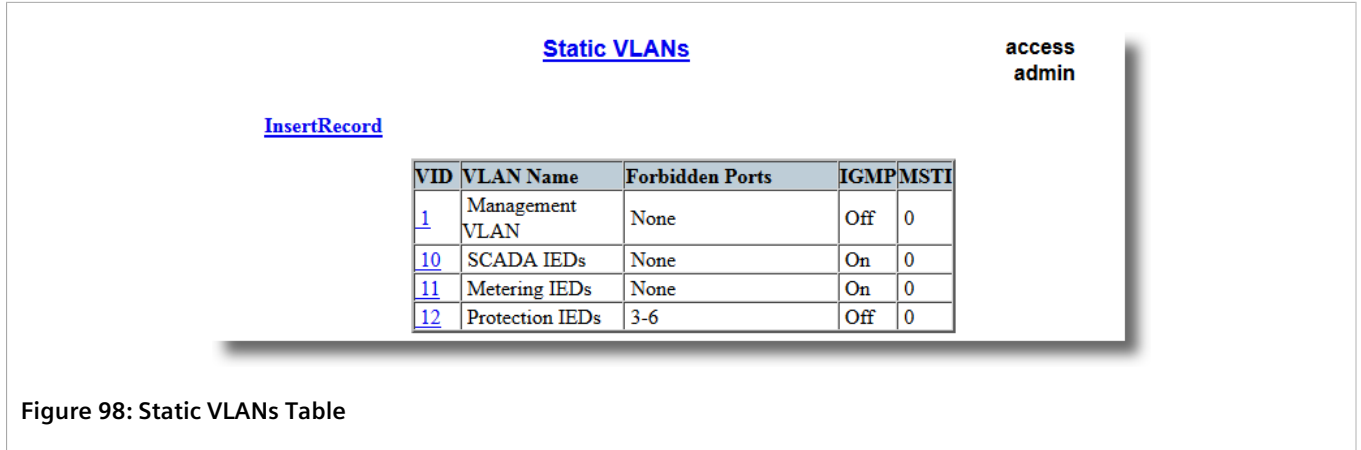 Static VLANs
access
admin
InsertRecord
VID VLAN Name Forbidden Ports IGMP MSTI
1 Management VLAN None Off 0
10 SCADA IEDs None On 0
11 Metering IEDs None On 0
12 Protection IEDs 3-6 Off 0
Figure 98: Static VLANs Table